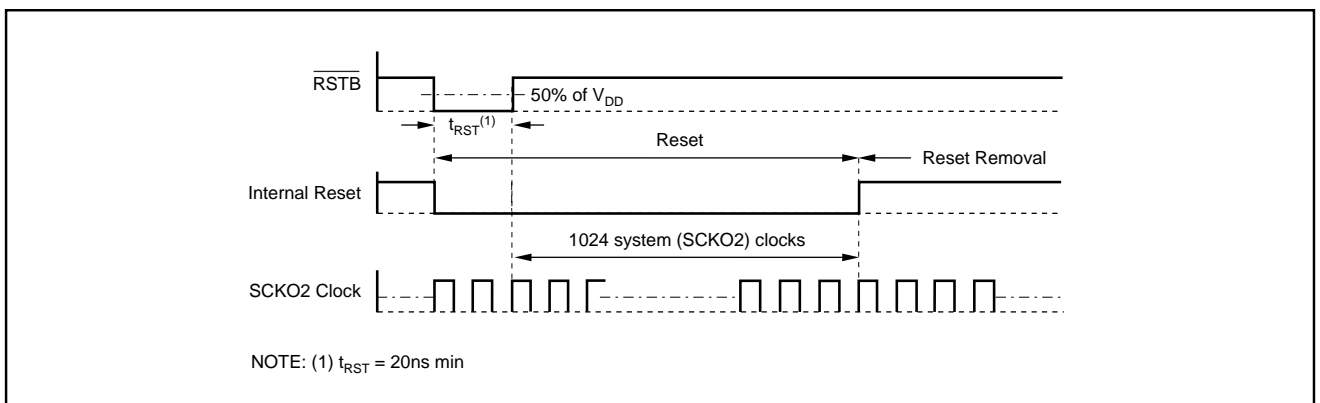 RSTB
50% of VDD
tRST(1)
Reset
Reset Removal
Internal Reset
1024 system (SCKO2) clocks
SCKO2 Clock
NOTE: (1) tRST = 20ns min